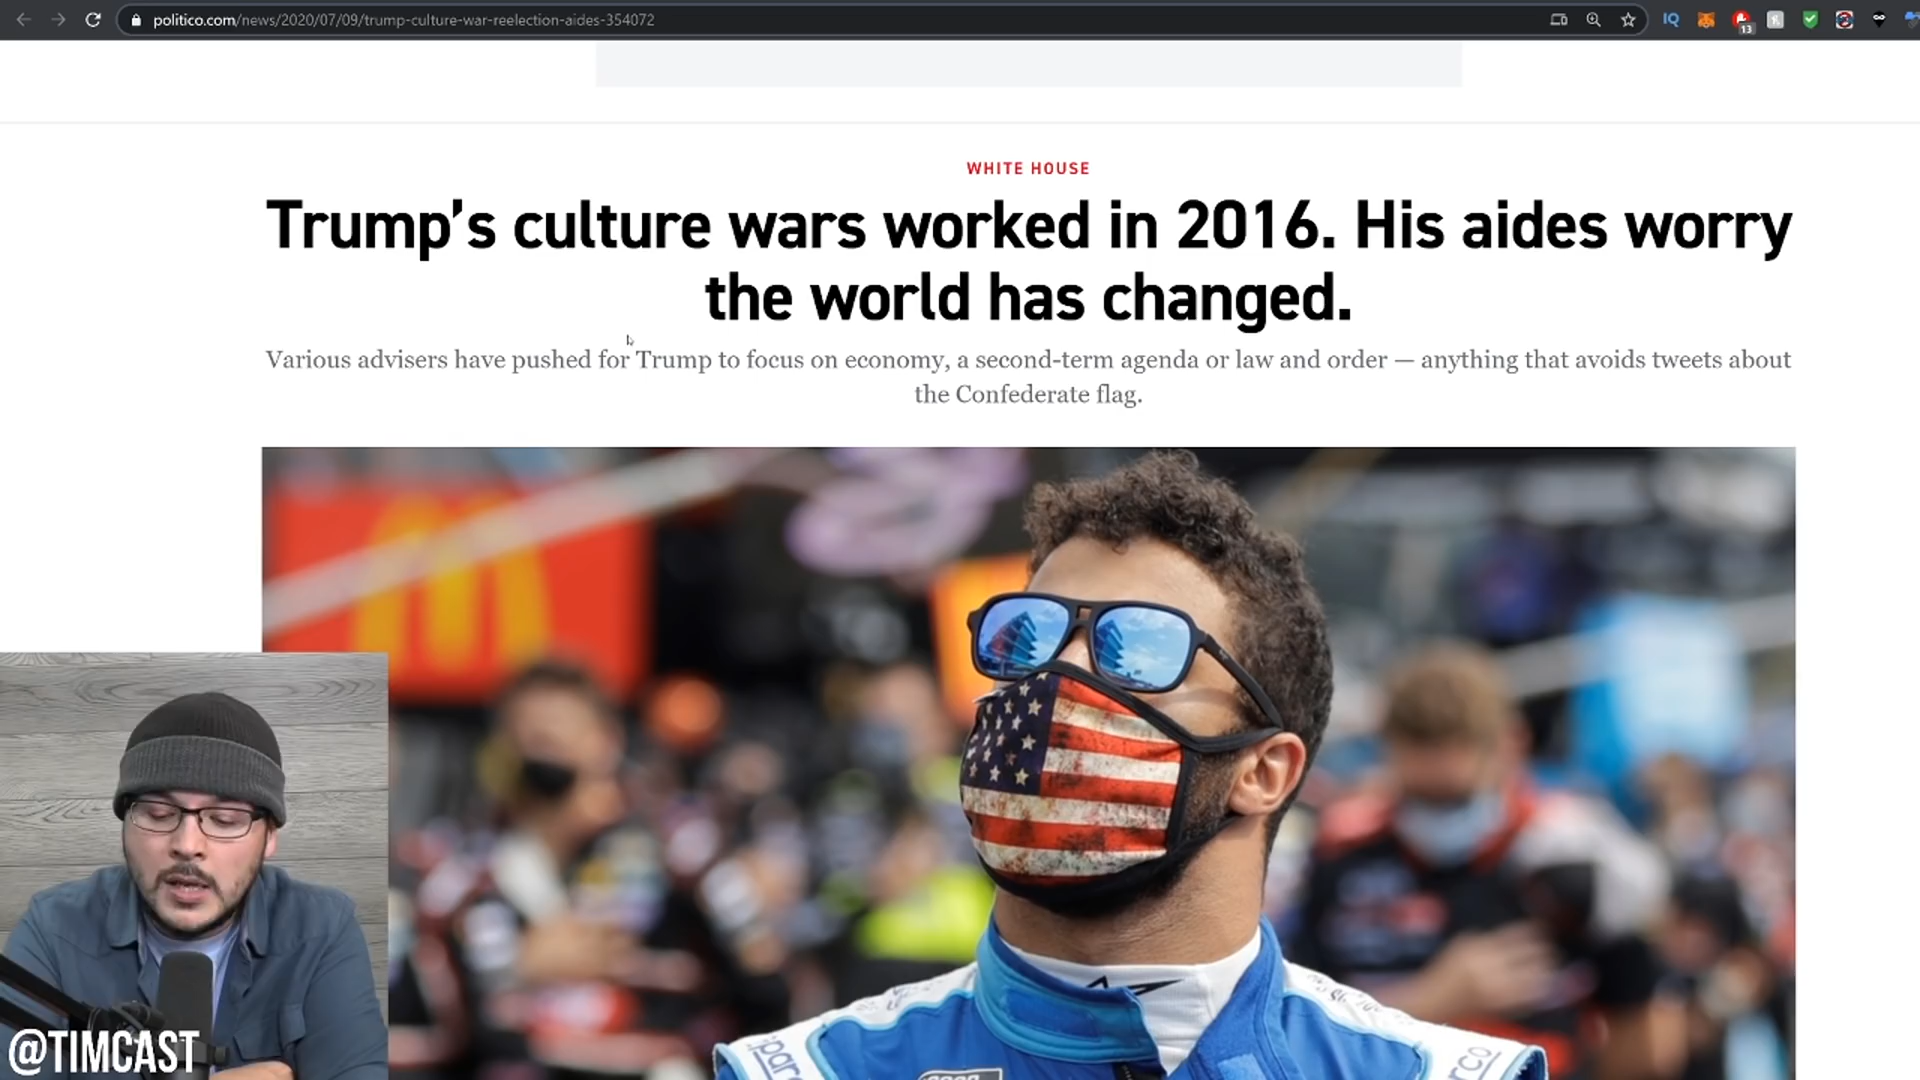 politico.com/news/2020/07/09/trump-culture-war-reelection-aides-354072
IQ
13
WHITE HOUSE
Trump’s culture wars worked in 2016. His aides worry
the world has changed.
Various advisers have pushed for Trump to focus on economy, a second-term agenda or law and order — anything that avoids tweets about
the Confederate flag.
@TIMCAST